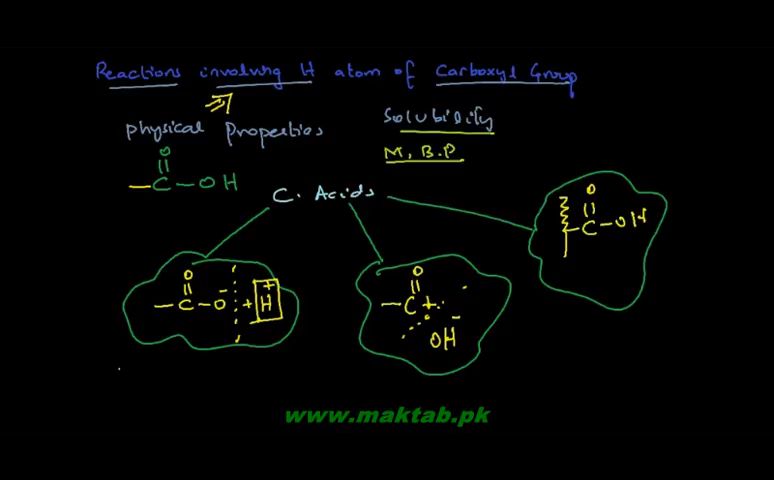 Reactions involving H atom of Carboxyl Group
physical Properties
Solubility
M, B.P
O
C-OH
C. Acids
O
C-O- + H+
O
C+
OH-
O
C-OH
www.maktab.pk